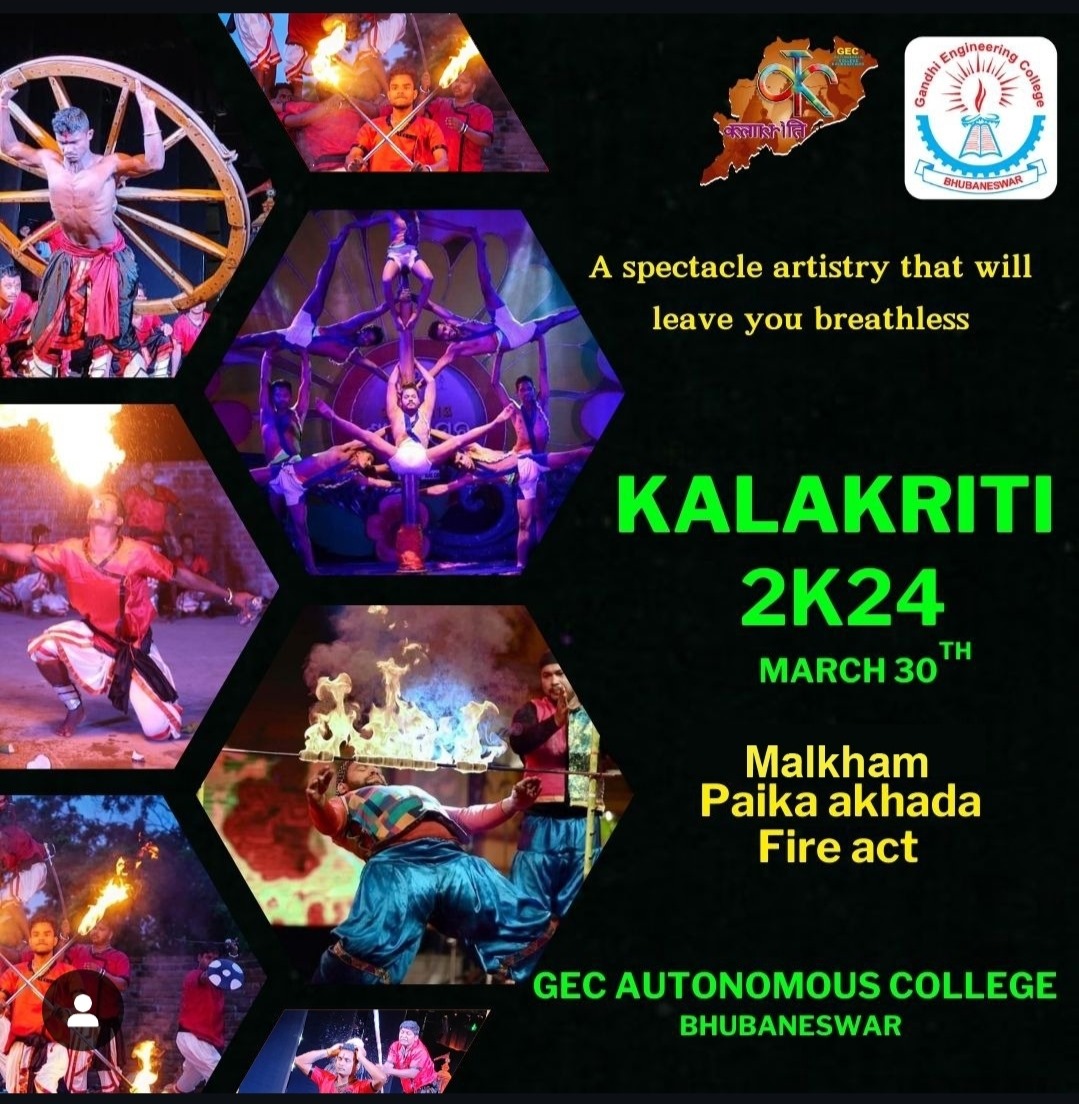 GEC
कलाकृति
Gandhi Engineering College
BHUBANESWAR
A spectacle artistry that will
leave you breathless
KALAKRITI
2K24
MARCH 30TH
Malkham
Paika akhada
Fire act
GEC AUTONOMOUS COLLEGE
BHUBANESWAR